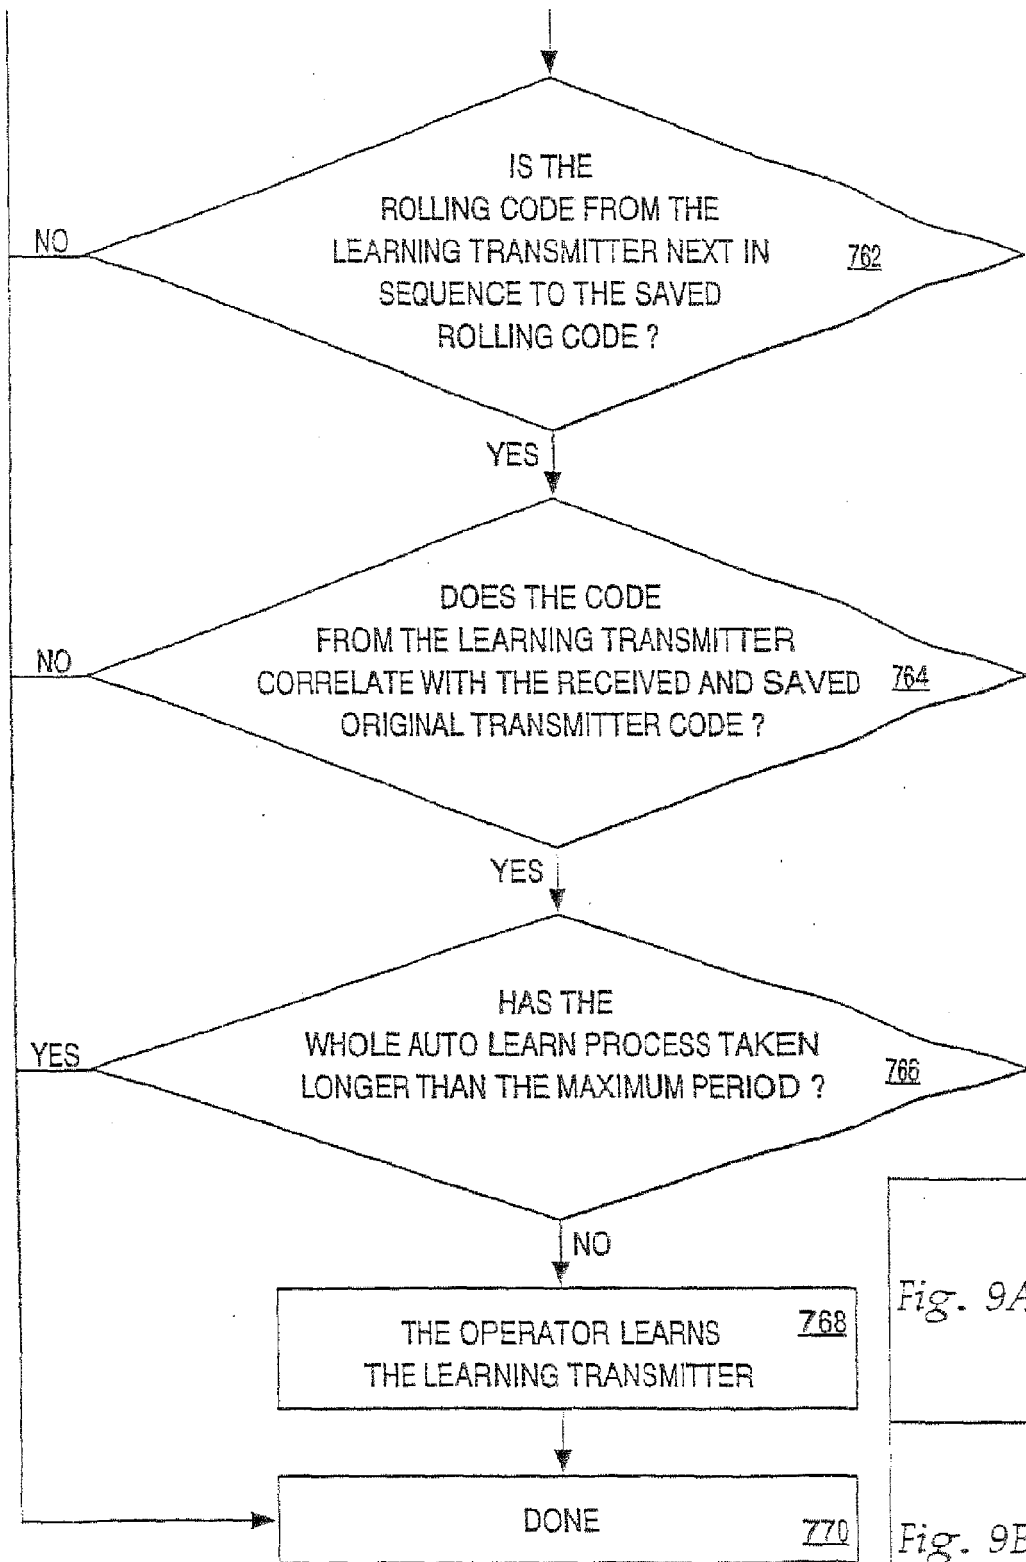 IS THE
ROLLING CODE FROM THE
LEARNING TRANSMITTER NEXT IN
SEQUENCE TO THE SAVED
ROLLING CODE ?
762
NO
YES
DOES THE CODE
FROM THE LEARNING TRANSMITTER
CORRELATE WITH THE RECEIVED AND SAVED
ORIGINAL TRANSMITTER CODE ?
764
NO
YES
HAS THE
WHOLE AUTO LEARN PROCESS TAKEN
LONGER THAN THE MAXIMUM PERIOD ?
766
YES
NO
THE OPERATOR LEARNS
THE LEARNING TRANSMITTER
768
Fig. 9A
DONE
770
Fig. 9B